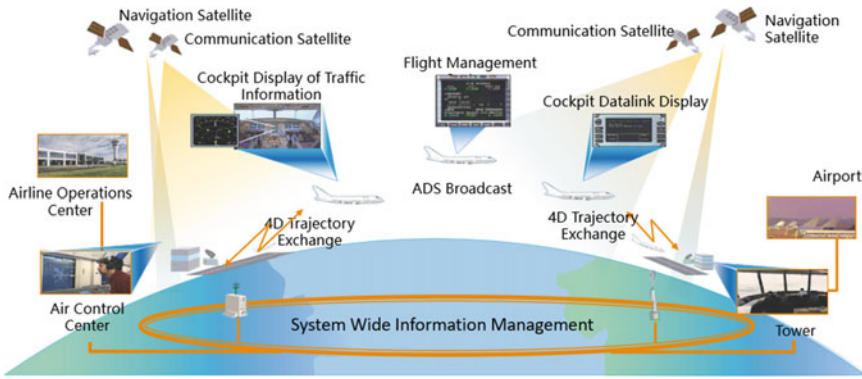 Navigation Satellite
Communication Satellite
Cockpit Display of Traffic
Information
Flight Management
Communication Satellite
Navigation
Satellite
Cockpit Datalink Display
Airline Operations
Center
ADS Broadcast
Airport
4D Trajectory
Exchange
4D Trajectory
Exchange
Air Control
Center
System Wide Information Management
Tower